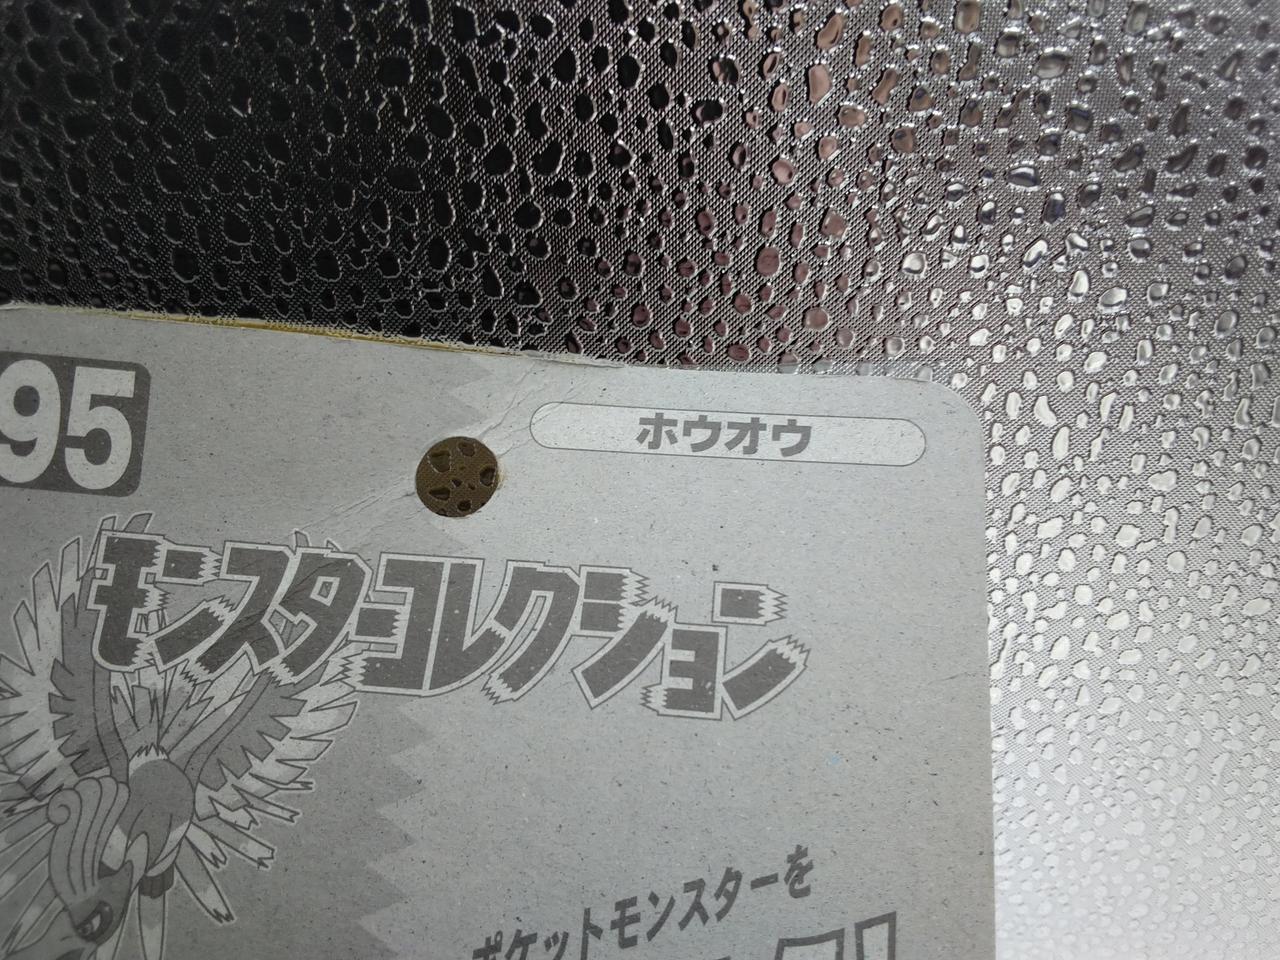 95
ホウオウ
モンスターコレクション
ポケットモンスターを